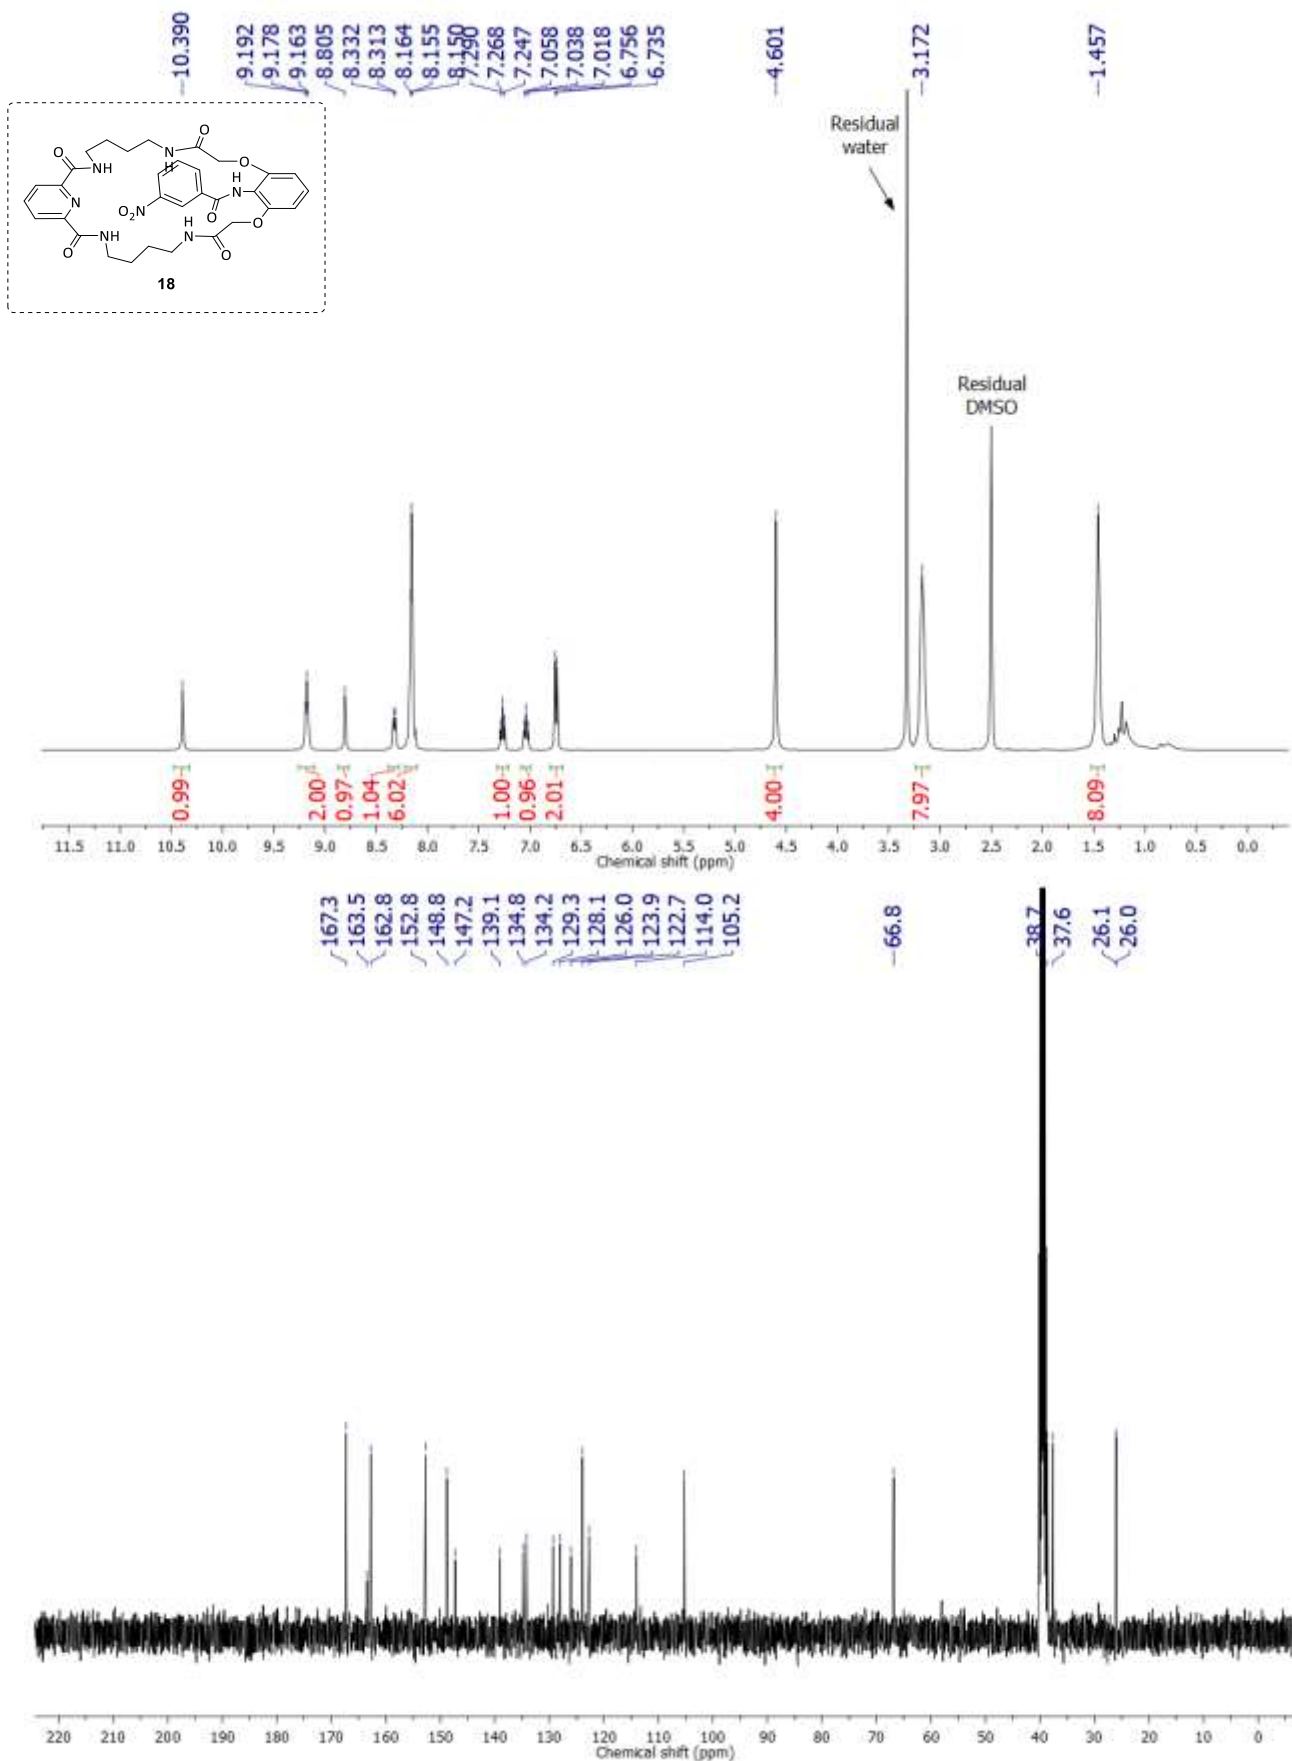 10.390
9.192
9.178
9.163
8.805
8.332
8.313
8.164
8.155
8.150
7.290
7.268
7.247
7.058
7.038
7.018
6.756
6.735
4.601
3.172
1.457
Residual
water
Residual
DMSO
O
NH
N
H
O
O
N
O2N
O
N
H
O
NH
O
H
N
O
O
18
0.99
2.00
0.97
1.04
6.02
1.00
0.96
2.01
4.00
7.97
8.09
11.5 11.0 10.5 10.0 9.5 9.0 8.5 8.0 7.5 7.0 6.5 6.0 5.5 5.0 4.5 4.0 3.5 3.0 2.5 2.0 1.5 1.0 0.5 0.0
Chemical shift (ppm)
167.3
163.5
162.8
152.8
148.8
147.2
139.1
134.8
134.2
129.3
128.1
126.0
123.9
122.7
114.0
105.2
66.8
38.7
37.6
26.1
26.0
220 210 200 190 180 170 160 150 140 130 120 110 100 90 80 70 60 50 40 30 20 10 0
Chemical shift (ppm)